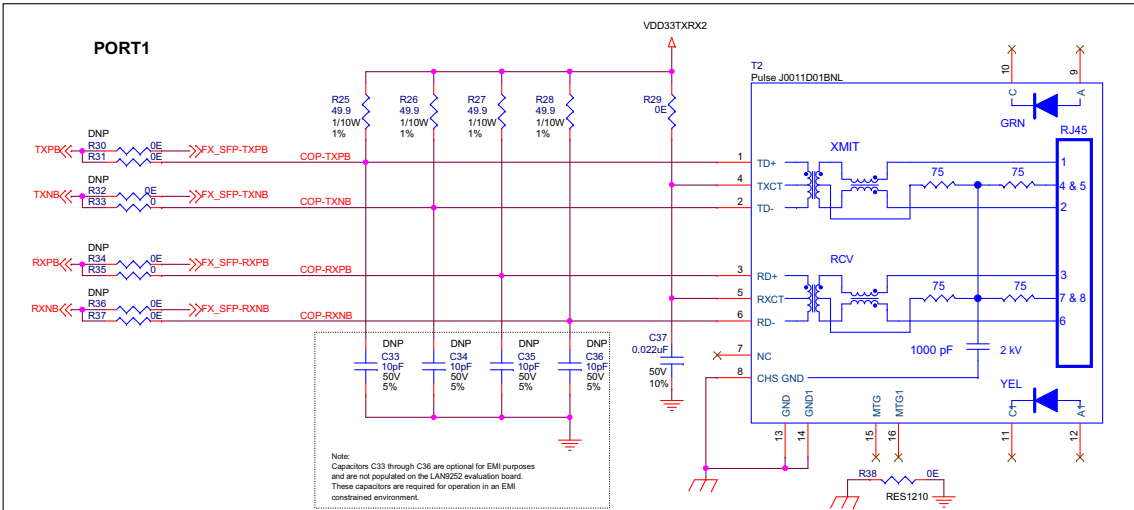 PORT1
VDD33TXRX2
T2
Pulse J0011D01BNL
10
9
C
A
GRN
RJ45
R25
49.9
1/10W
1%
R26
49.9
1/10W
1%
R27
49.9
1/10W
1%
R28
49.9
1/10W
1%
R29
0E
DNP
TXPB
R30
0E
FX_SFP-TXPB
R31
0E
COP-TXPB
1
TD+
XMIT
75
75
1
4
TXCT
4 & 5
DNP
TXNB
R32
0E
FX_SFP-TXNB
R33
0
COP-TXNB
2
TD-
2
DNP
RXPB
R34
0E
FX_SFP-RXPB
R35
0
COP-RXPB
3
RD+
RCV
75
75
3
5
RXCT
7 & 8
DNP
RXNB
R36
0E
FX_SFP-RXNB
R37
0E
COP-RXNB
6
RD-
6
DNP
C33
10pF
50V
5%
DNP
C34
10pF
50V
5%
DNP
C35
10pF
50V
5%
DNP
C36
10pF
50V
5%
C37
0.022uF
50V
10%
7
NC
1000 pF
2 kV
8
CHS GND
YEL
GND
GND1
MTG
MTG1
C1
A1
13
14
15
16
11
12
R38
0E
RES1210
Note:
Capacitors C33 through C36 are optional for EMI purposes
and are not populated on the LAN9252 evaluation board.
These capacitors are required for operation in an EMI
constrained environment.